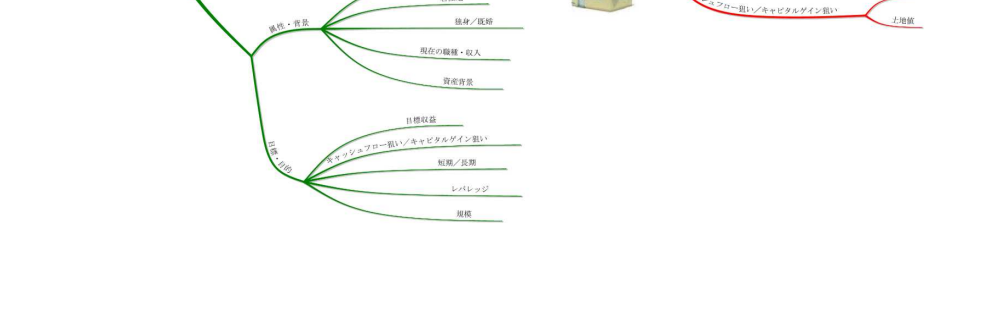 属性・背景
独身／既婚
現在の職種・収入
資産背景
目標・目的
目標収益
キャッシュフロー狙い／キャピタルゲイン狙い
短期／長期
レバレッジ
規模
ュフロー狙い／キャピタルゲイン狙い
土地値